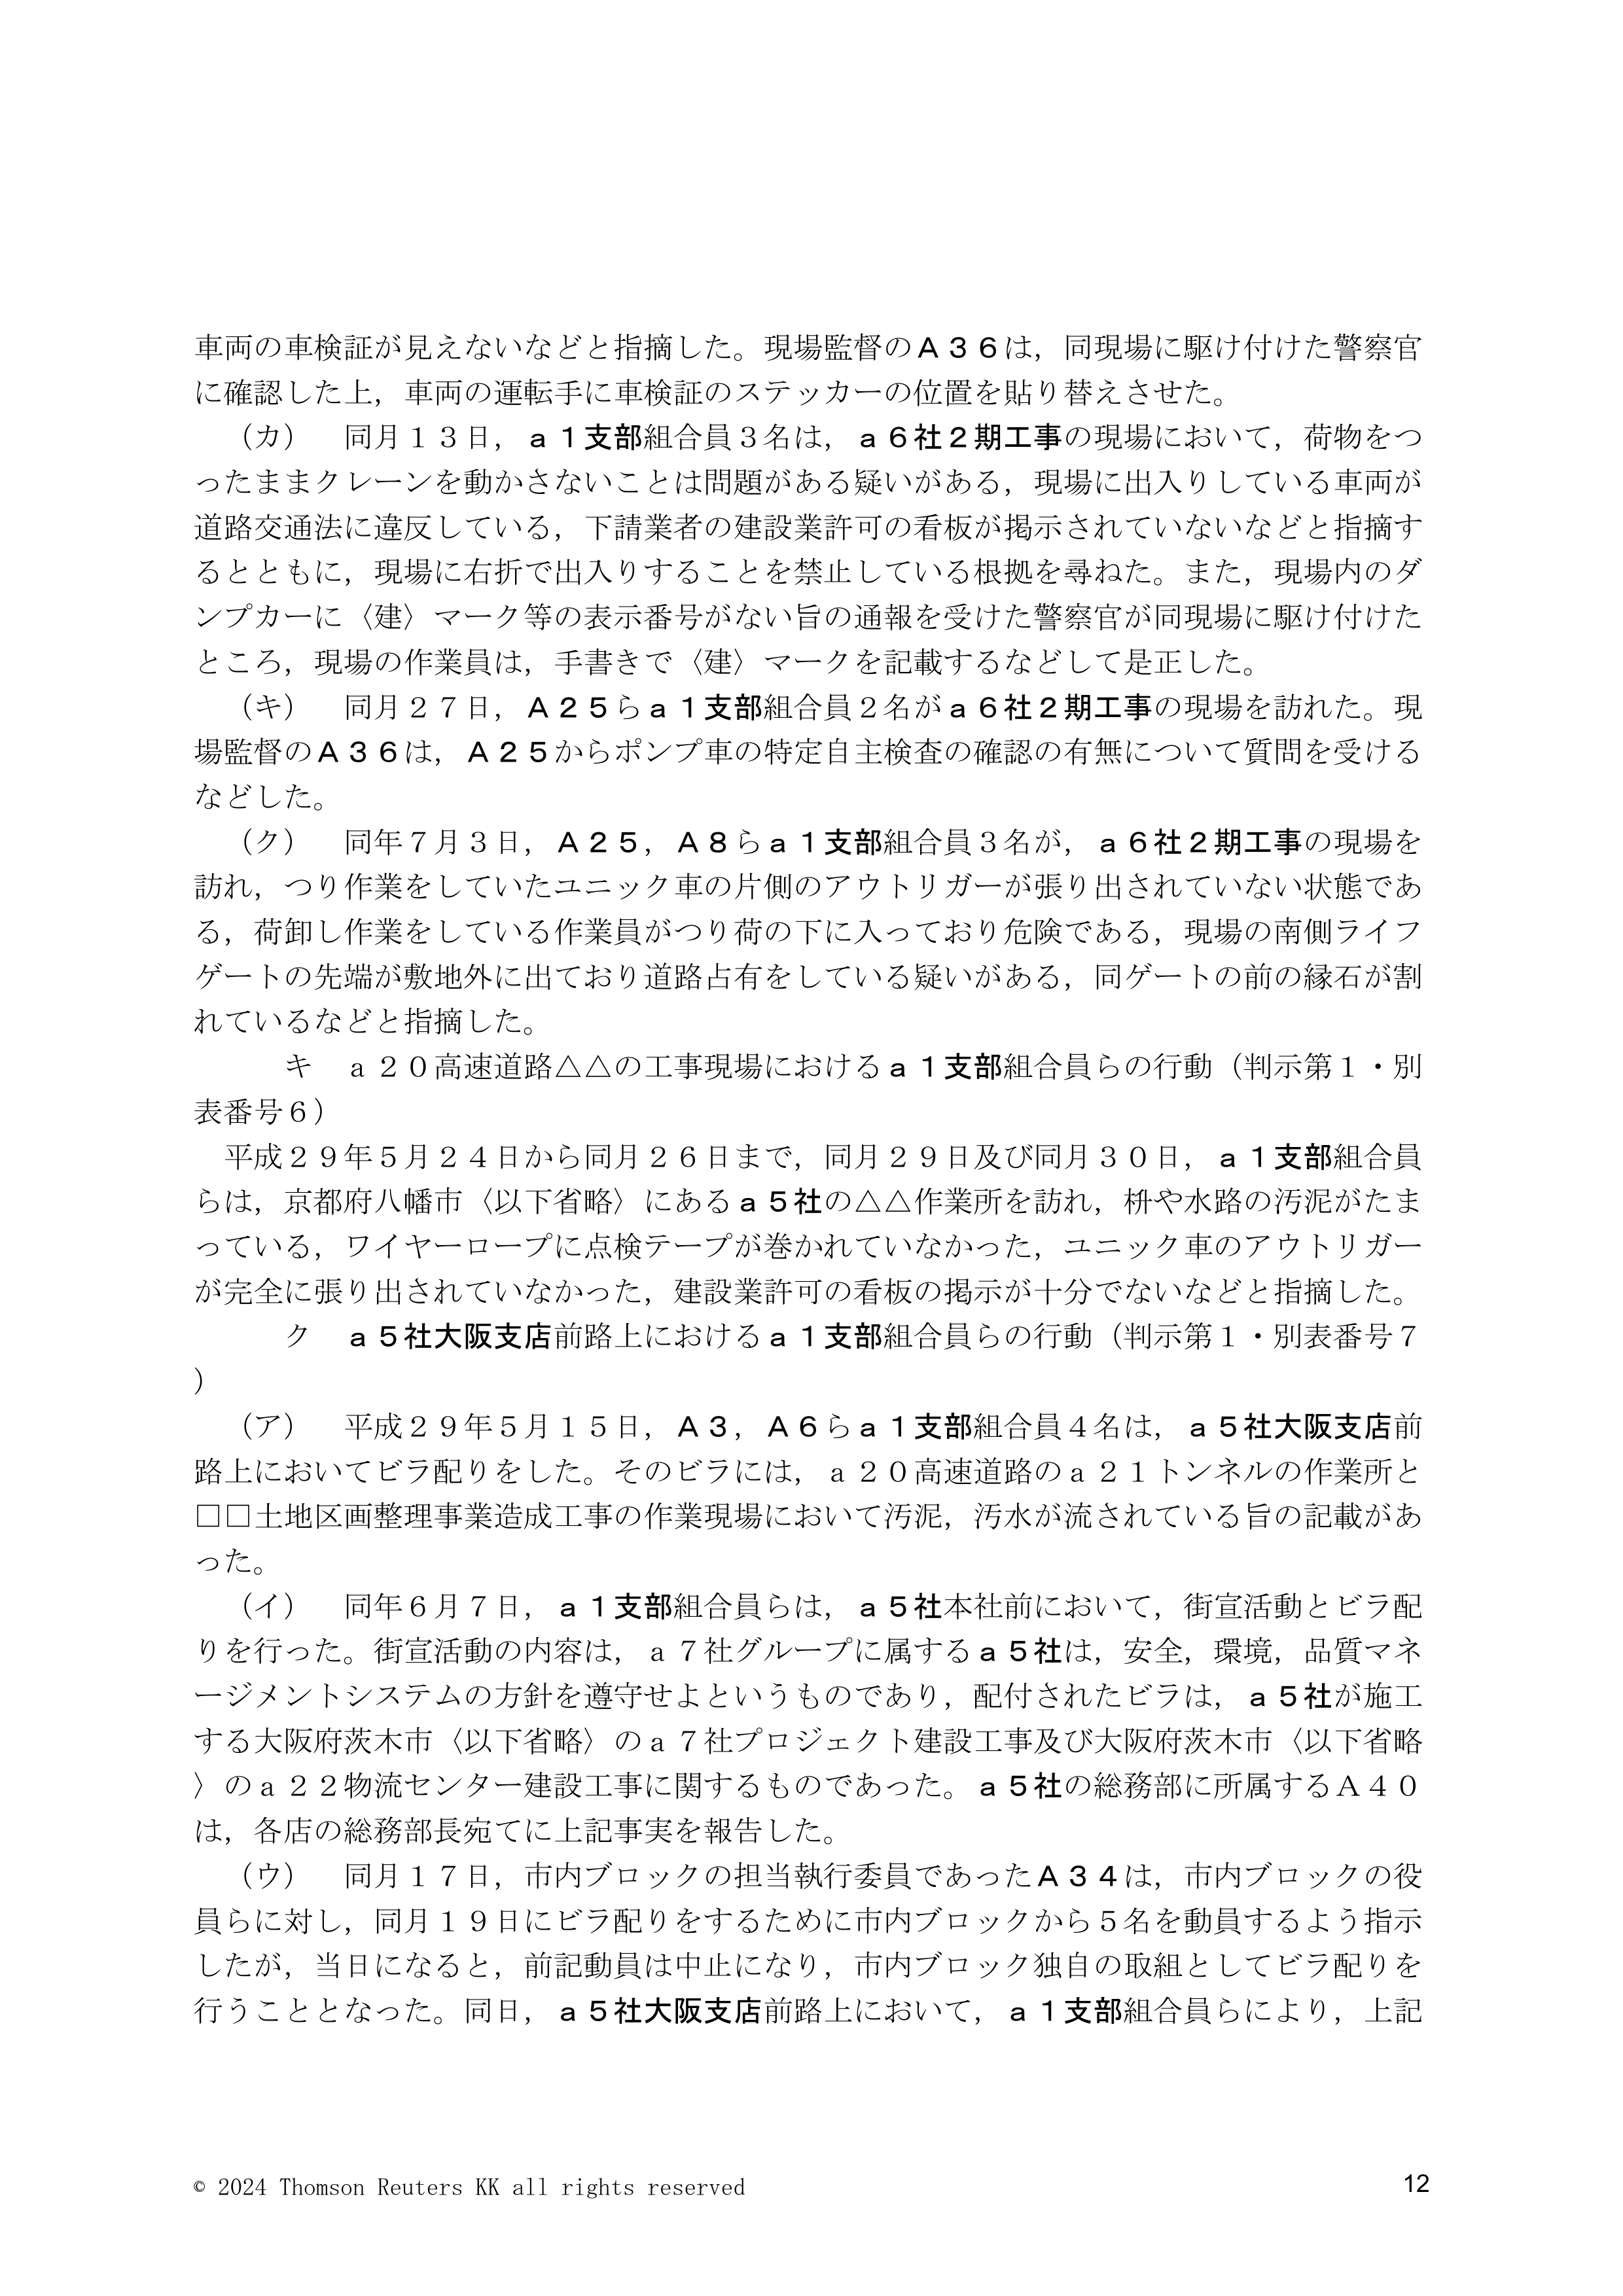 車両の車検証が見えないなどと指摘した。現場監督のＡ３６は，同現場に駆け付けた警察官
に確認した上，車両の運転手に車検証のステッカーの位置を貼り替えさせた。
（カ）　同月１３日，ａ１支部組合員３名は，ａ６社２期工事の現場において，荷物をつ
ったままクレーンを動かさないことは問題がある疑いがある，現場に出入りしている車両が
道路交通法に違反している，下請業者の建設業許可の看板が掲示されていないなどと指摘す
るとともに，現場に右折で出入りすることを禁止している根拠を尋ねた。また，現場内のダ
ンプカーに〈建〉マーク等の表示番号がない旨の通報を受けた警察官が同現場に駆け付けた
ところ，現場の作業員は，手書きで〈建〉マークを記載するなどして是正した。
（キ）　同月２７日，Ａ２５らａ１支部組合員２名がａ６社２期工事の現場を訪れた。現
場監督のＡ３６は，Ａ２５からポンプ車の特定自主検査の確認の有無について質問を受ける
などした。
（ク）　同年７月３日，Ａ２５，Ａ８らａ１支部組合員３名が，ａ６社２期工事の現場を
訪れ，つり作業をしていたユニック車の片側のアウトリガーが張り出されていない状態であ
る，荷卸し作業をしている作業員がつり荷の下に入っており危険である，現場の南側ライフ
ゲートの先端が敷地外に出ており道路占有をしている疑いがある，同ゲートの前の縁石が割
れているなどと指摘した。
キ　ａ２０高速道路△△の工事現場におけるａ１支部組合員らの行動（判示第１・別
表番号６）
平成２９年５月２４日から同月２６日まで，同月２９日及び同月３０日，ａ１支部組合員
らは，京都府八幡市〈以下省略〉にあるａ５社の△△作業所を訪れ，枡や水路の汚泥がたま
っている，ワイヤーロープに点検テープが巻かれていなかった，ユニック車のアウトリガー
が完全に張り出されていなかった，建設業許可の看板の掲示が十分でないなどと指摘した。
ク　ａ５社大阪支店前路上におけるａ１支部組合員らの行動（判示第１・別表番号７
）
（ア）　平成２９年５月１５日，Ａ３，Ａ６らａ１支部組合員４名は，ａ５社大阪支店前
路上においてビラ配りをした。そのビラには，ａ２０高速道路のａ２１トンネルの作業所と
□□土地区画整理事業造成工事の作業現場において汚泥，汚水が流されている旨の記載があ
った。
（イ）　同年６月７日，ａ１支部組合員らは，ａ５社本社前において，街宣活動とビラ配
りを行った。街宣活動の内容は，ａ７社グループに属するａ５社は，安全，環境，品質マネ
ージメントシステムの方針を遵守せよというものであり，配付されたビラは，ａ５社が施工
する大阪府茨木市〈以下省略〉のａ７社プロジェクト建設工事及び大阪府茨木市〈以下省略
〉のａ２２物流センター建設工事に関するものであった。ａ５社の総務部に所属するＡ４０
は，各店の総務部長宛てに上記事実を報告した。
（ウ）　同月１７日，市内ブロックの担当執行委員であったＡ３４は，市内ブロックの役
員らに対し，同月１９日にビラ配りをするために市内ブロックから５名を動員するよう指示
したが，当日になると，前記動員は中止になり，市内ブロック独自の取組としてビラ配りを
行うこととなった。同日，ａ５社大阪支店前路上において，ａ１支部組合員らにより，上記
© 2024 Thomson Reuters KK all rights reserved
12